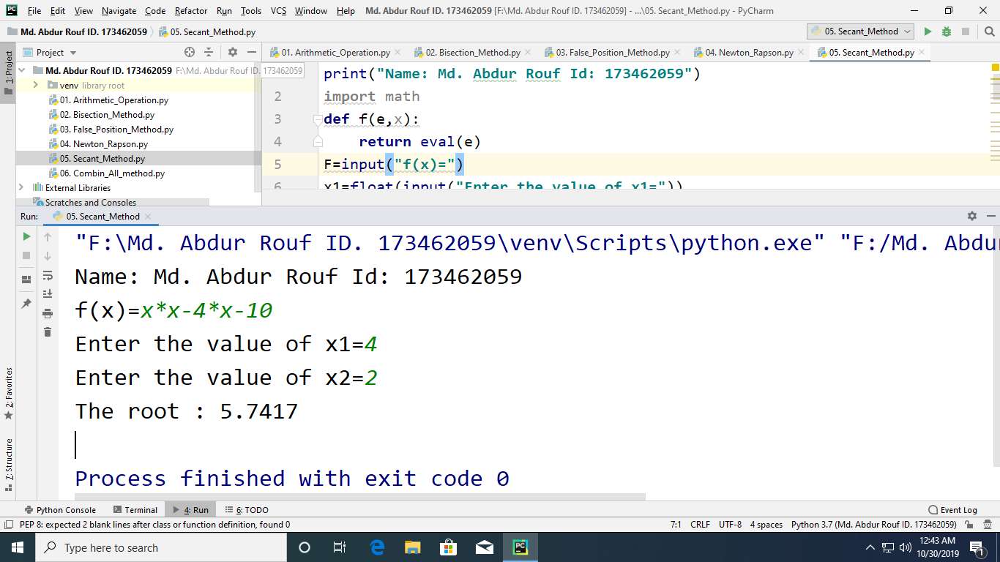 File Edit View Navigate Code Refactor Run Tools VCS Window Help Md. Abdur Rouf ID. 173462059 [F:\Md. Abdur Rouf ID. 173462059] - ...\05. Secant_Method.py - PyCharm
Md. Abdur Rouf ID. 173462059 05. Secant_Method.py 05. Secant_Method
1: Project
Project
01. Arithmetic_Operation.py 02. Bisection_Method.py 03. False_Position_Method.py 04. Newton_Rapson.py 05. Secant_Method.py
Md. Abdur Rouf ID. 173462059 F:\Md. Abdur Rouf ID. 173462059
venv library root
01. Arithmetic_Operation.py
02. Bisection_Method.py
03. False_Position_Method.py
04. Newton_Rapson.py
05. Secant_Method.py
06. Combin_All_method.py
External Libraries
Scratches and Consoles
print("Name: Md. Abdur Rouf Id: 173462059")
2 import math
3 def f(e,x):
4 return eval(e)
5 F=input("f(x)=")
6 x1=float(input("Enter the value of x1="))
Run: 05. Secant_Method
"F:\Md. Abdur Rouf ID. 173462059\venv\Scripts\python.exe" "F:/Md. Abdu
Name: Md. Abdur Rouf Id: 173462059
f(x)=x*x-4*x-10
Enter the value of x1=4
Enter the value of x2=2
The root : 5.7417
Process finished with exit code 0
2: Favorites
7: Structure
Python Console Terminal 4: Run 6: TODO Event Log
PEP 8: expected 2 blank lines after class or function definition, found 0 7:1 CRLF UTF-8 4 spaces Python 3.7 (Md. Abdur Rouf ID. 173462059)
Type here to search
PC
12:43 AM
10/30/2019
1